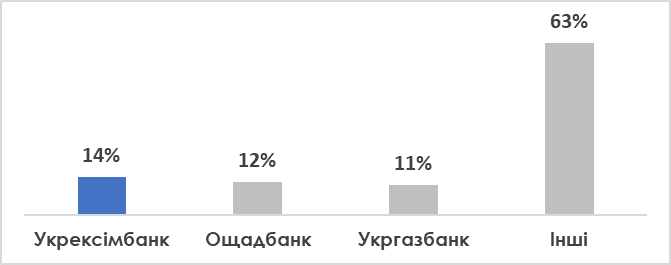 63%
14%
12%
11%
Укрексімбанк
Ощадбанк
Укргазбанк
Інші